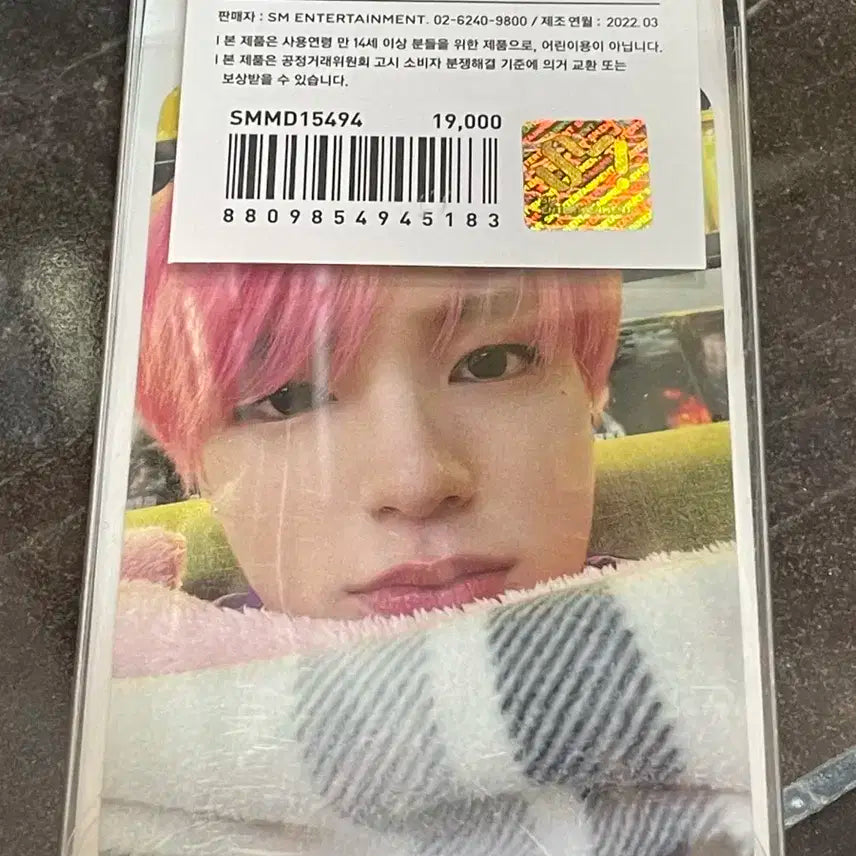 판매자 : SM ENTERTAINMENT. 02-6240-9800 / 제조연월 : 2022.03
| 본 제품은 사용연령 만 14세 이상 분들을 위한 제품으로, 어린이용이 아닙니다.
| 본 제품은 공정거래위원회 고시 소비자 분쟁해결 기준에 의거 교환 또는
보상받을 수 있습니다.
SMMD15494 19,000
8809854945183